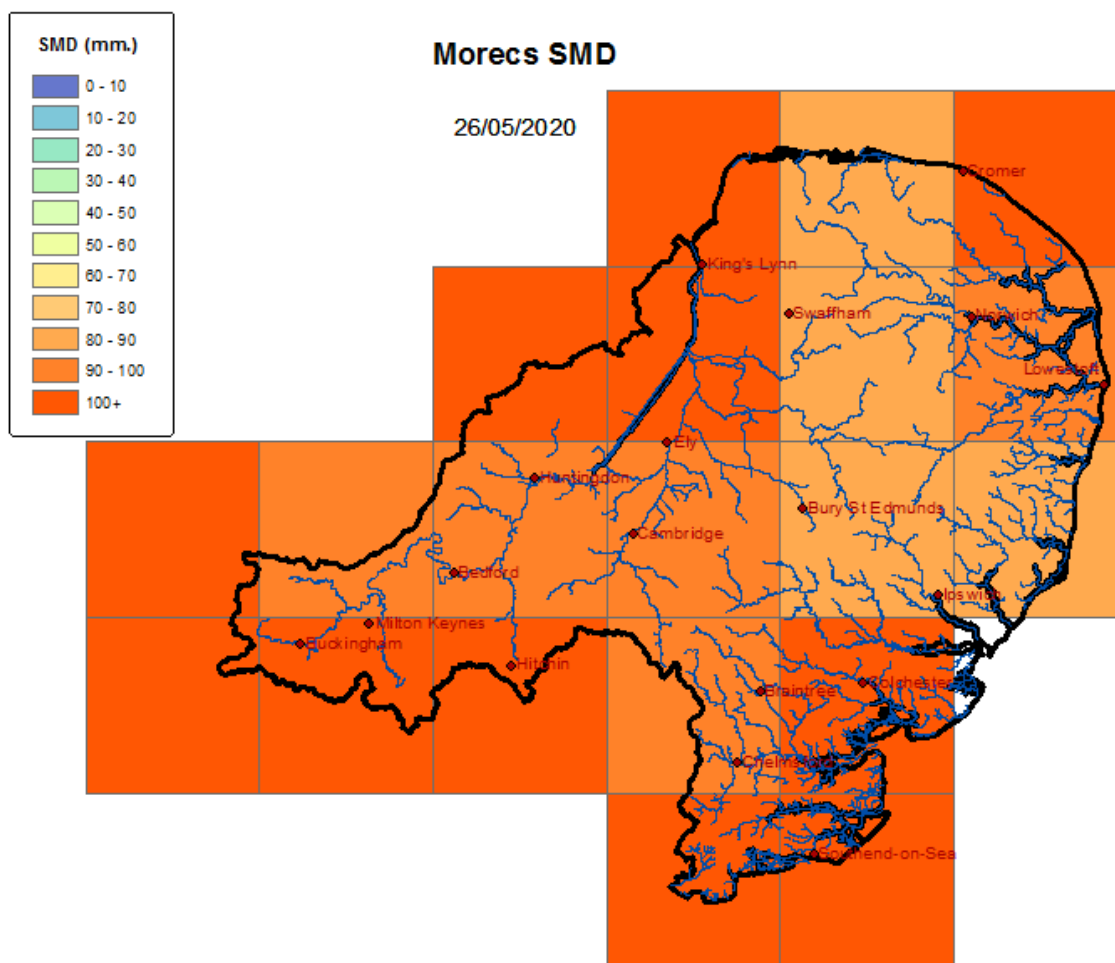 SMD (mm.)
0 - 10
10 - 20
20 - 30
30 - 40
40 - 50
50 - 60
60 - 70
70 - 80
80 - 90
90 - 100
100+
Morecs SMD
26/05/2020
Cromer
King's Lynn
Swaffham
Norwich
Lowestoft
Ely
Huntingdon
Bury St Edmunds
Cambridge
Bedford
Ipswich
Milton Keynes
Buckingham
Hitchin
Colchester
Braintree
Chelmsford
Southend-on-Sea